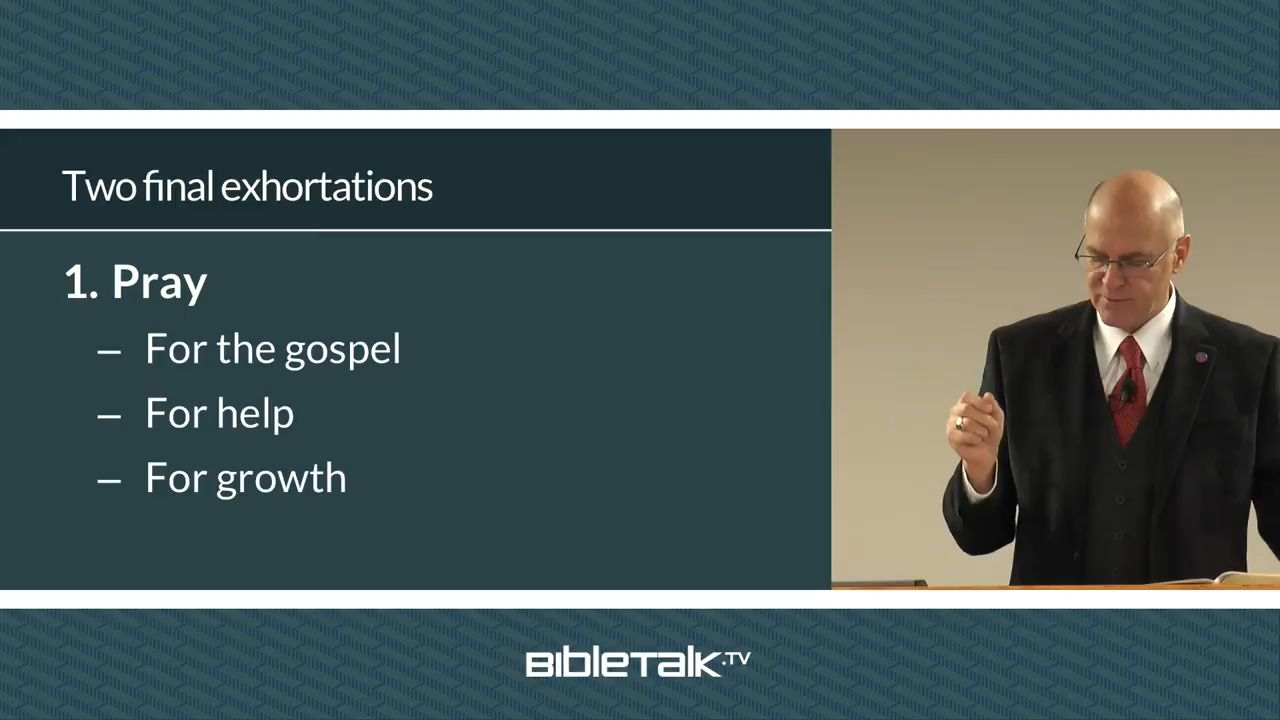 Two final exhortations
1. Pray
– For the gospel
– For help
– For growth
BIBLETALK.TV